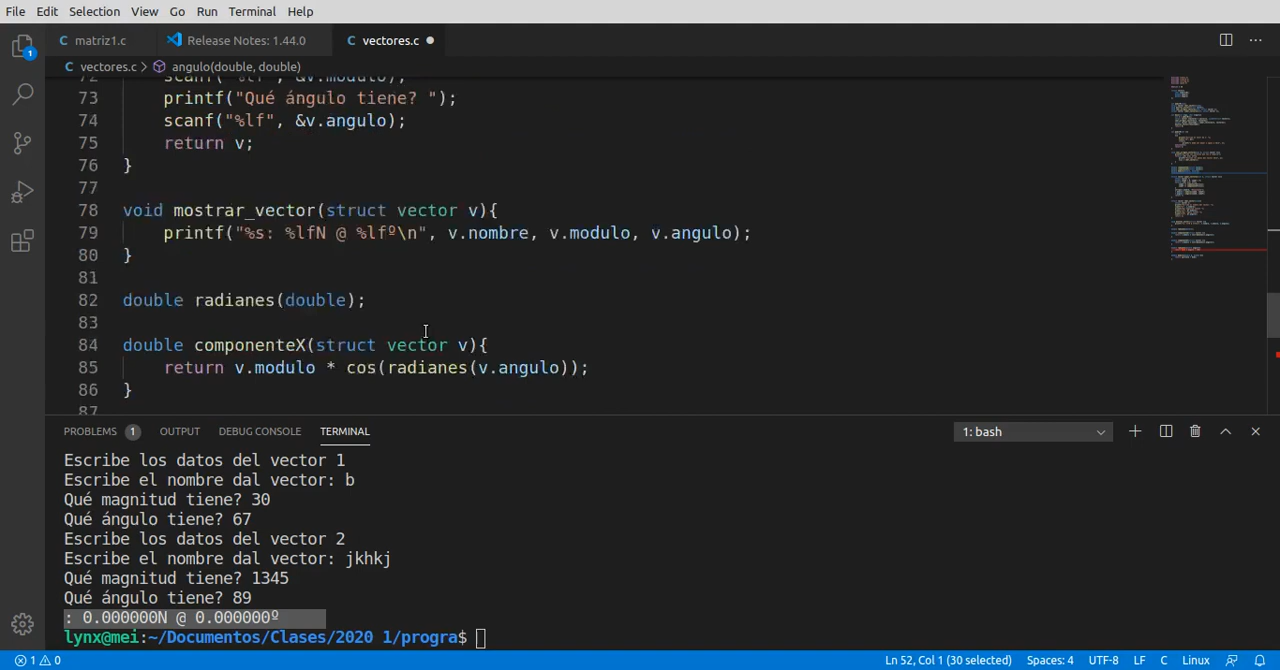 File Edit Selection View Go Run Terminal Help
matriz1.c Release Notes: 1.44.0 vectores.c
vectores.c > angulo(double, double)
72 scanf("%lf", &v.modulo);
73 printf("Qué ángulo tiene? ");
74 scanf("%lf", &v.angulo);
75 return v;
76 }
77
78 void mostrar_vector(struct vector v){
79 printf("%s: %lfN @ %lfº\n", v.nombre, v.modulo, v.angulo);
80 }
81
82 double radianes(double);
83
84 double componenteX(struct vector v){
85 return v.modulo * cos(radianes(v.angulo));
86 }
87
PROBLEMS 1 OUTPUT DEBUG CONSOLE TERMINAL 1: bash
Escribe los datos del vector 1
Escribe el nombre dal vector: b
Qué magnitud tiene? 30
Qué ángulo tiene? 67
Escribe los datos del vector 2
Escribe el nombre dal vector: jkhkj
Qué magnitud tiene? 1345
Qué ángulo tiene? 89
: 0.000000N @ 0.000000º
lynx@mei:~/Documentos/Clases/2020 1/progra$
1 0 Ln 52, Col 1 (30 selected) Spaces: 4 UTF-8 LF C Linux